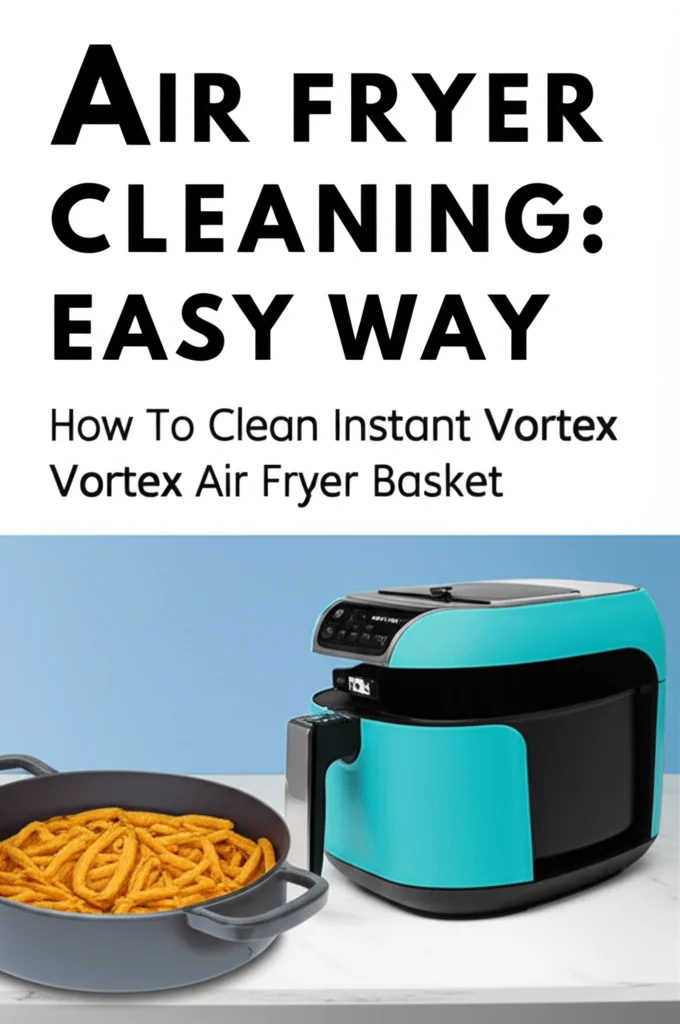 AIR FRYER
CLEANING:
EASY WAY
How To Clean Instant Vortex
Vortex Air Fryer Basket